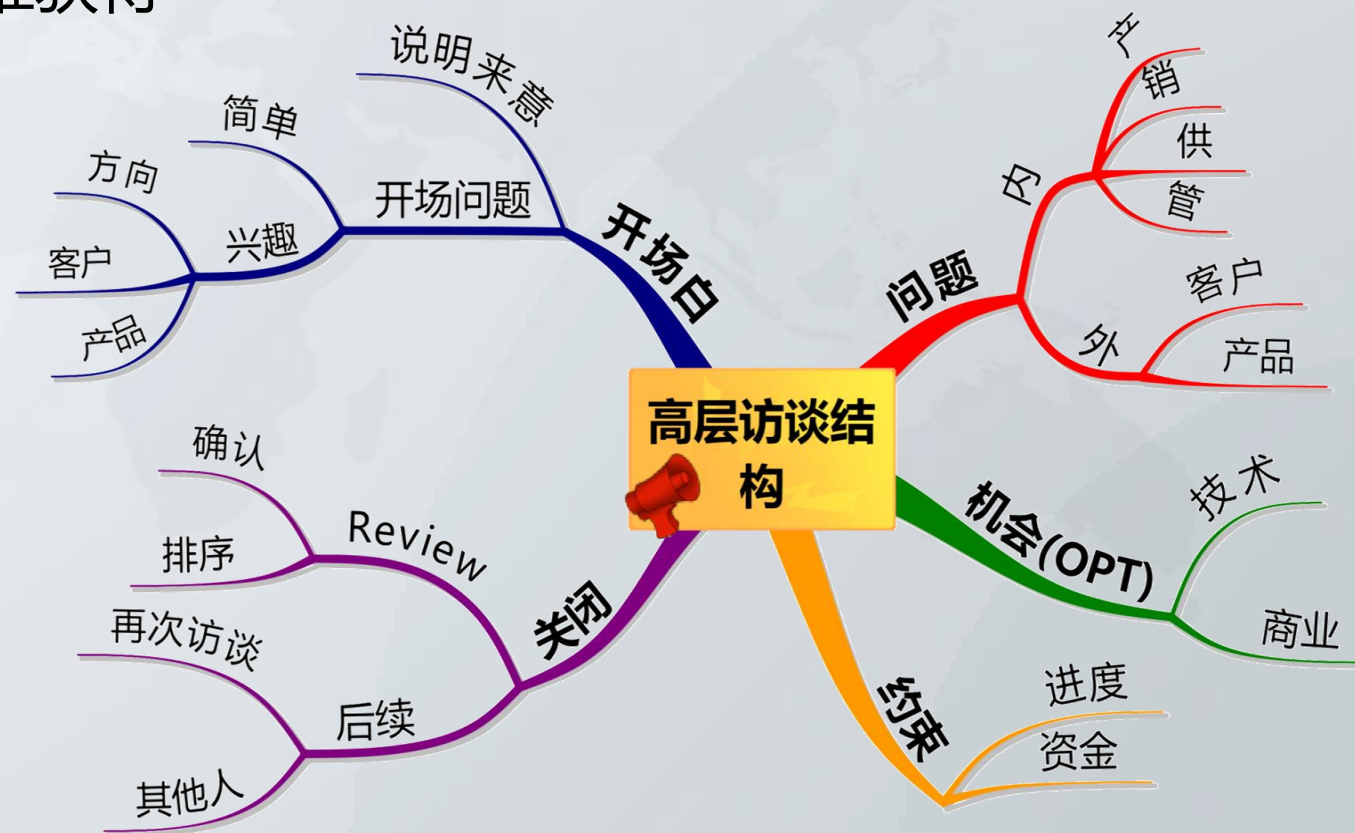 高层访谈结
构
开场白
说明来意
开场问题
简单
兴趣
方向
客户
产品
问题
内
产
销
供
管
外
客户
产品
机会(OPT)
技术
商业
约束
进度
资金
关闭
Review
确认
排序
后续
再次访谈
其他人